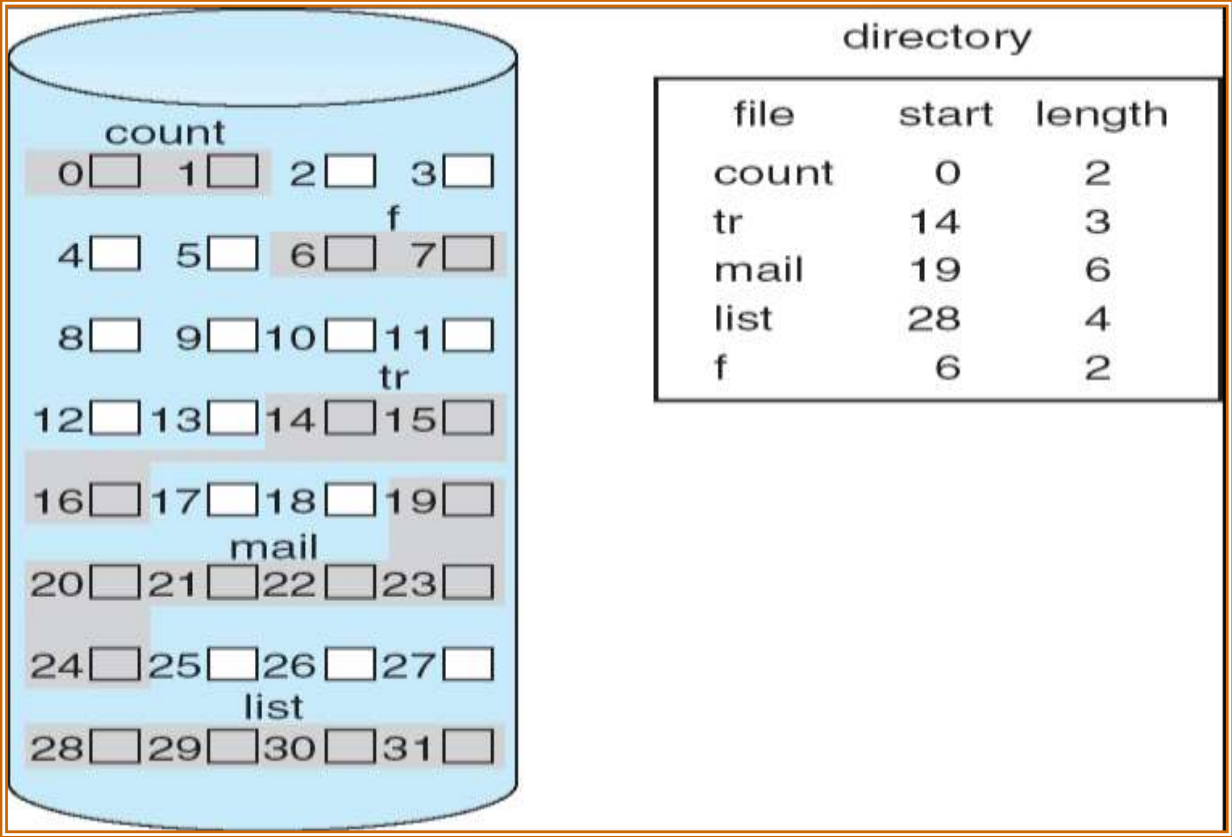 directory
file start length
count 0 2
tr 14 3
mail 19 6
list 28 4
f 6 2
count
0 1 2 3
f
4 5 6 7
8 9 10 11
tr
12 13 14 15
16 17 18 19
mail
20 21 22 23
24 25 26 27
list
28 29 30 31